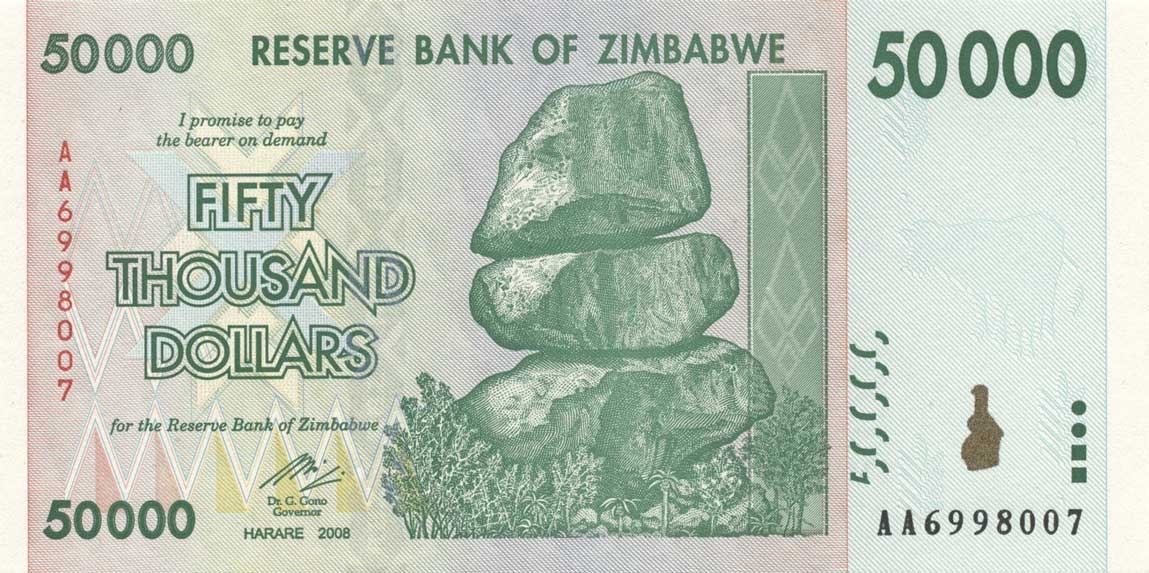 50000
RESERVE BANK OF ZIMBABWE
50 000
I promise to pay
the bearer on demand
FIFTY
THOUSAND
DOLLARS
AA6998007
for the Reserve Bank of Zimbabwe
Dr. G. Gono
Governor
HARARE 2008
50000
AA6998007